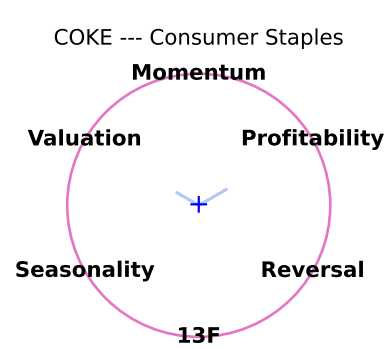 COKE --- Consumer Staples
Momentum
Valuation
Profitability
Seasonality
Reversal
13F